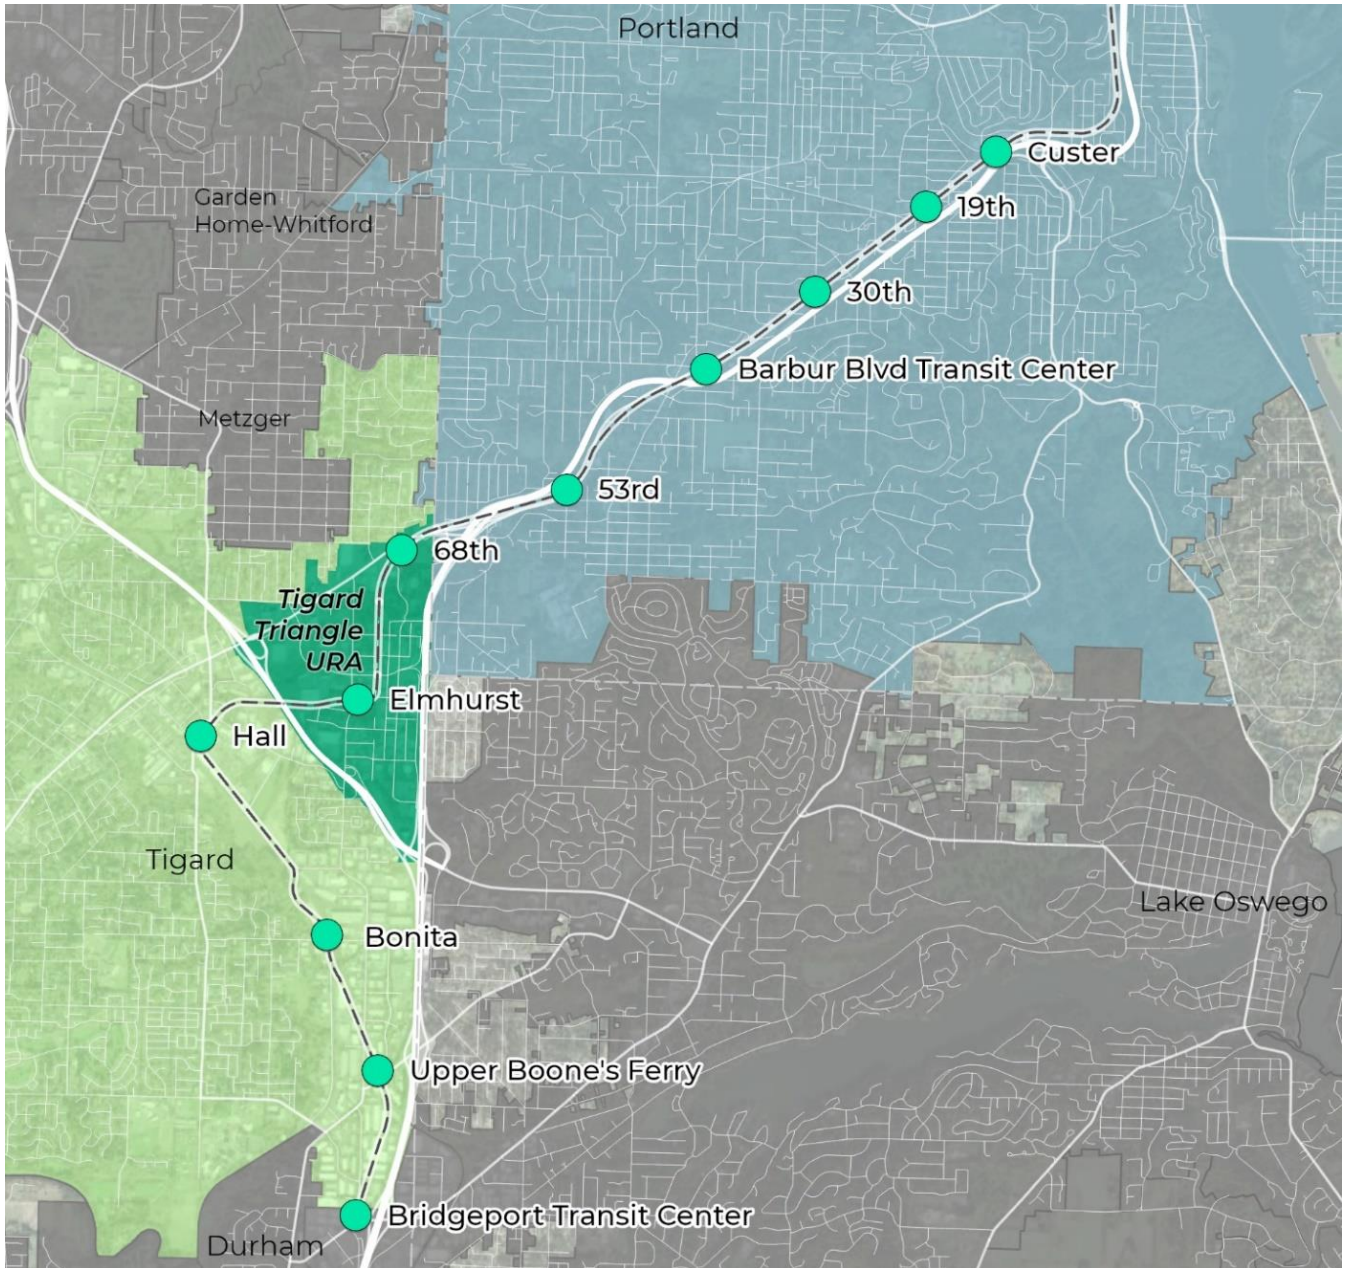 Portland
Custer
Garden
Home-Whitford
19th
30th
Barbur Blvd Transit Center
Metzger
53rd
68th
Tigard
Triangle
URA
Elmhurst
Hall
Tigard
Lake Oswego
Bonita
Upper Boone's Ferry
Bridgeport Transit Center
Durham